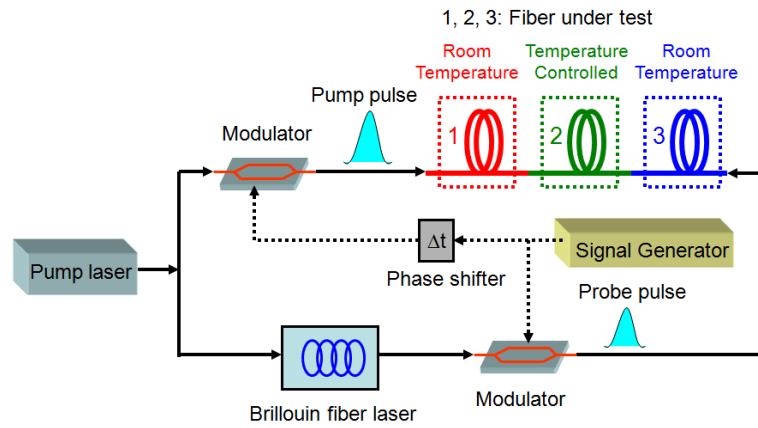 1, 2, 3: Fiber under test
Room
Temperature
Temperature
Controlled
Room
Temperature
Pump pulse
Modulator
1
2
3
Δt
Pump laser
Signal Generator
Phase shifter
Probe pulse
Brillouin fiber laser
Modulator